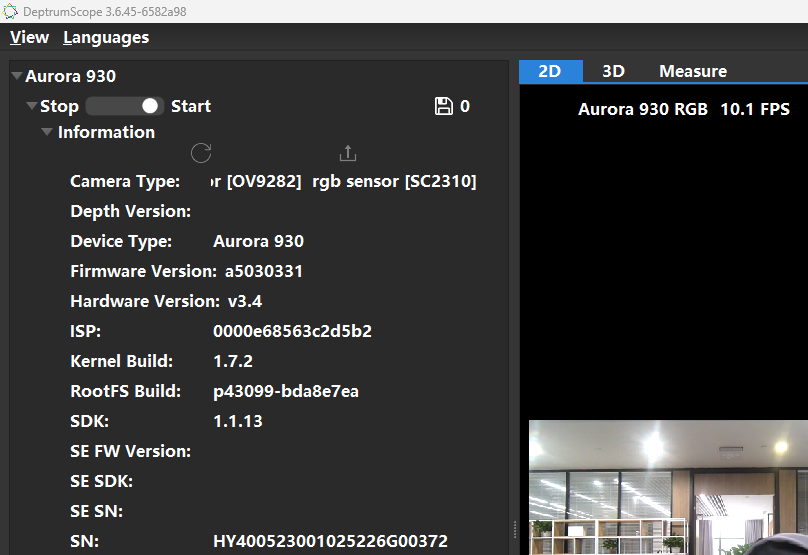 DeptrumScope 3.6.45-6582a98
View Languages
Aurora 930
Stop Start 0
Information
Camera Type: or [OV9282] rgb sensor [SC2310]
Depth Version:
Device Type: Aurora 930
Firmware Version: a5030331
Hardware Version: v3.4
ISP: 0000e68563c2d5b2
Kernel Build: 1.7.2
RootFS Build: p43099-bda8e7ea
SDK: 1.1.13
SE FW Version:
SE SDK:
SE SN:
SN: HY400523001025226G00372
2D 3D Measure
Aurora 930 RGB 10.1 FPS